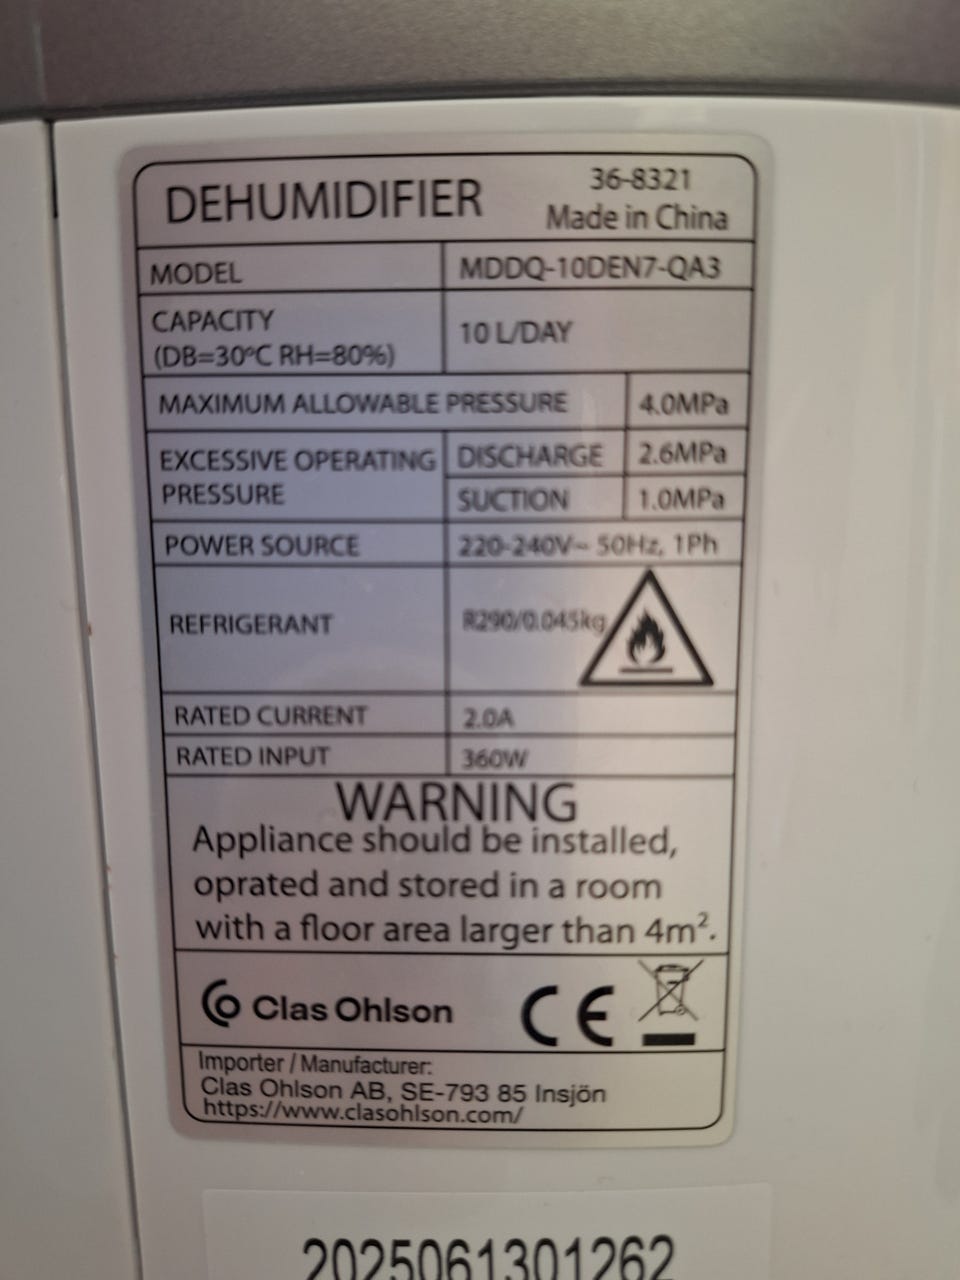 DEHUMIDIFIER
36-8321
Made in China
MODEL MDDQ-10DEN7-QA3
CAPACITY
(DB=30°C RH=80%) 10 L/DAY
MAXIMUM ALLOWABLE PRESSURE 4.0MPa
EXCESSIVE OPERATING PRESSURE
DISCHARGE 2.6MPa
SUCTION 1.0MPa
POWER SOURCE 220-240V~ 50Hz, 1Ph
REFRIGERANT R290/0.045kg
RATED CURRENT 2.0A
RATED INPUT 360W
WARNING
Appliance should be installed,
oprated and stored in a room
with a floor area larger than 4m².
Clas Ohlson CE
Importer / Manufacturer:
Clas Ohlson AB, SE-793 85 Insjön
https://www.clasohlson.com/
2025061301262